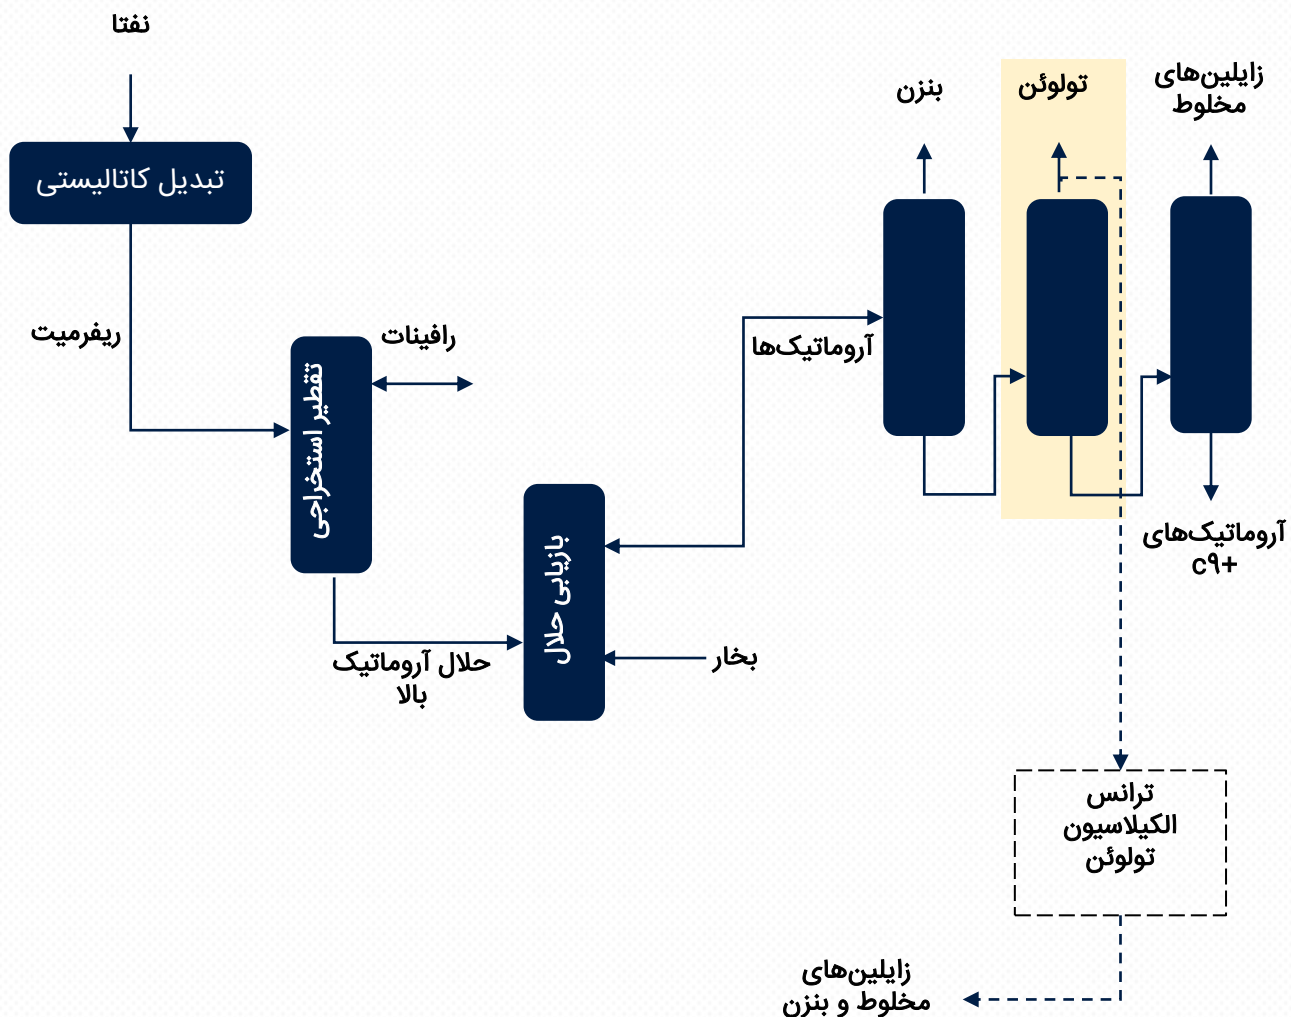 نفتا
تبدیل کاتالیستی
ریفرمیت
تقطیر استخراجی
رافینات
حلال آروماتیک
بالا
بازیابی حلال
بخار
آروماتیک‌ها
بنزن
تولوئن
زایلین‌های
مخلوط
آروماتیک‌های
c۹+
ترانس
الکیلاسیون
تولوئن
زایلین‌های
مخلوط و بنزن